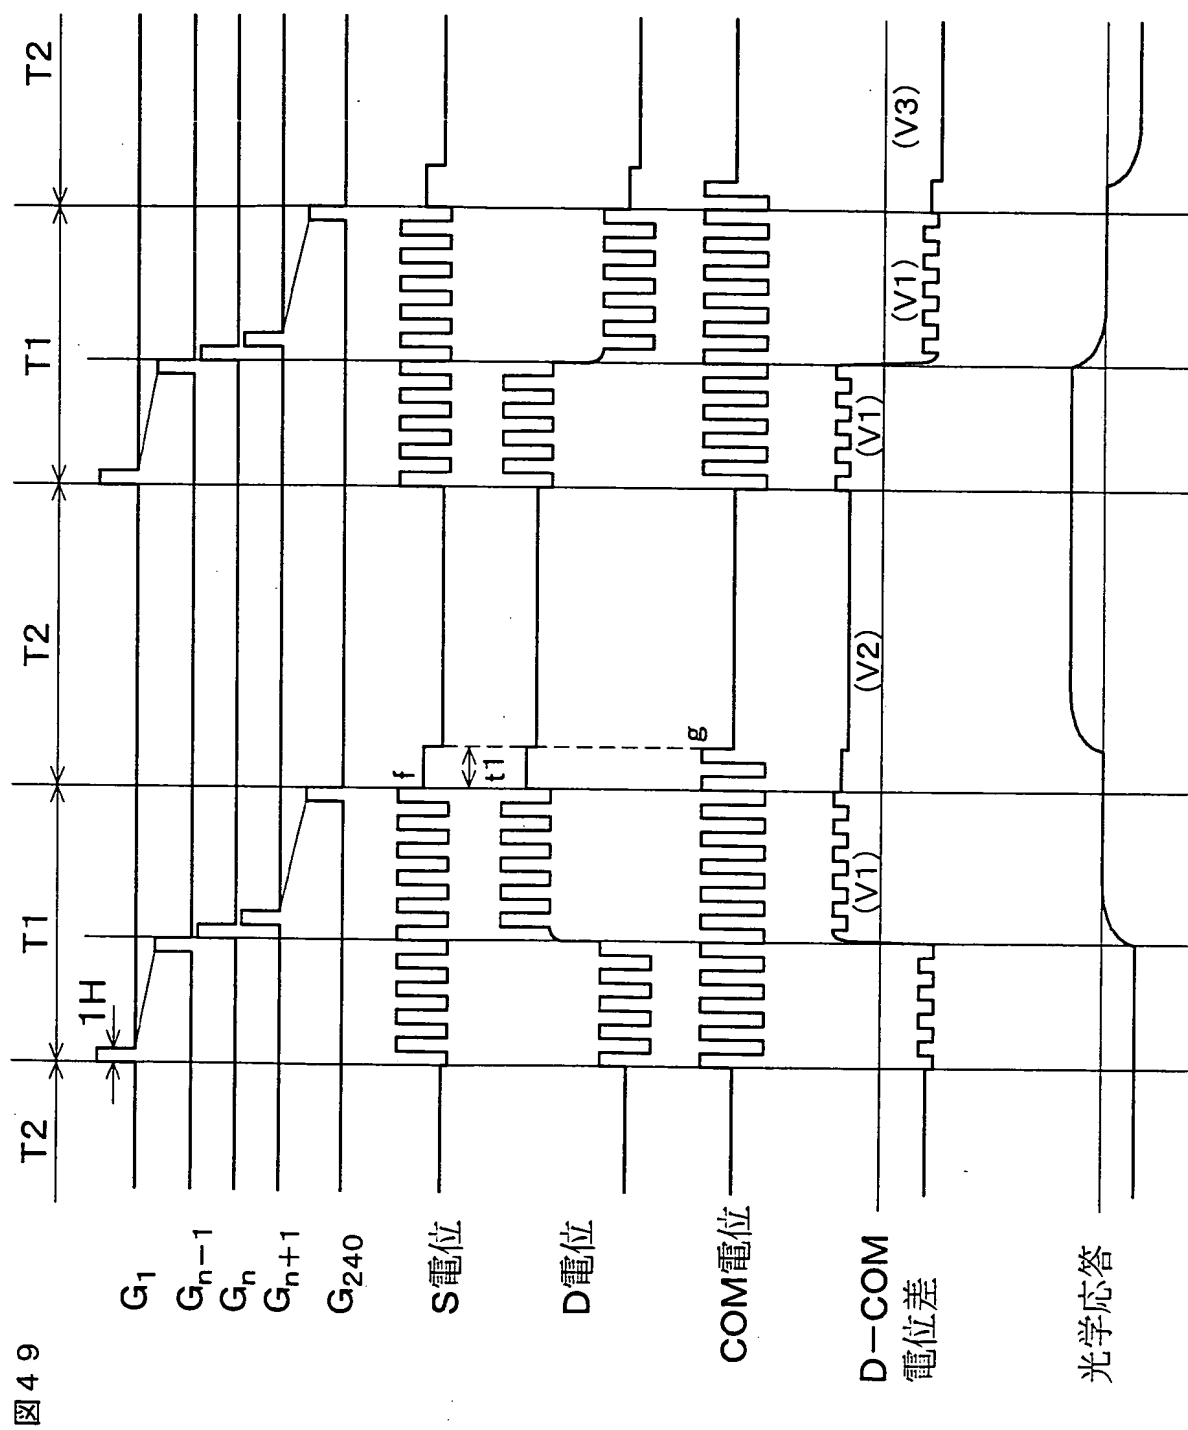 図49
T2
T1
T2
T1
T2
1H
G1
Gn−1
Gn
Gn+1
G240
S電位
f
t1
D電位
COM電位
g
D−COM
電位差
(V1)
(V2)
(V1)
(V1)
(V3)
光学応答